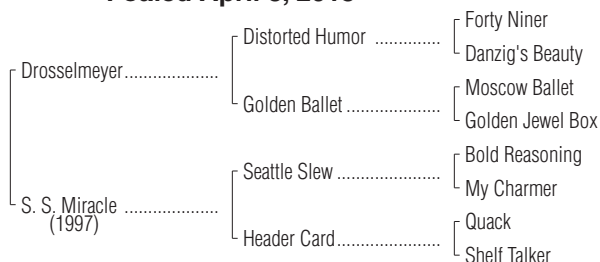 Forty Niner
Distorted Humor ..............
Danzig's Beauty
Drosselmeyer....................
Moscow Ballet
Golden Ballet .................
Golden Jewel Box
Bold Reasoning
Seattle Slew ...................
My Charmer
S. S. Miracle ....................
(1997)
Quack
Header Card...................
Shelf Talker